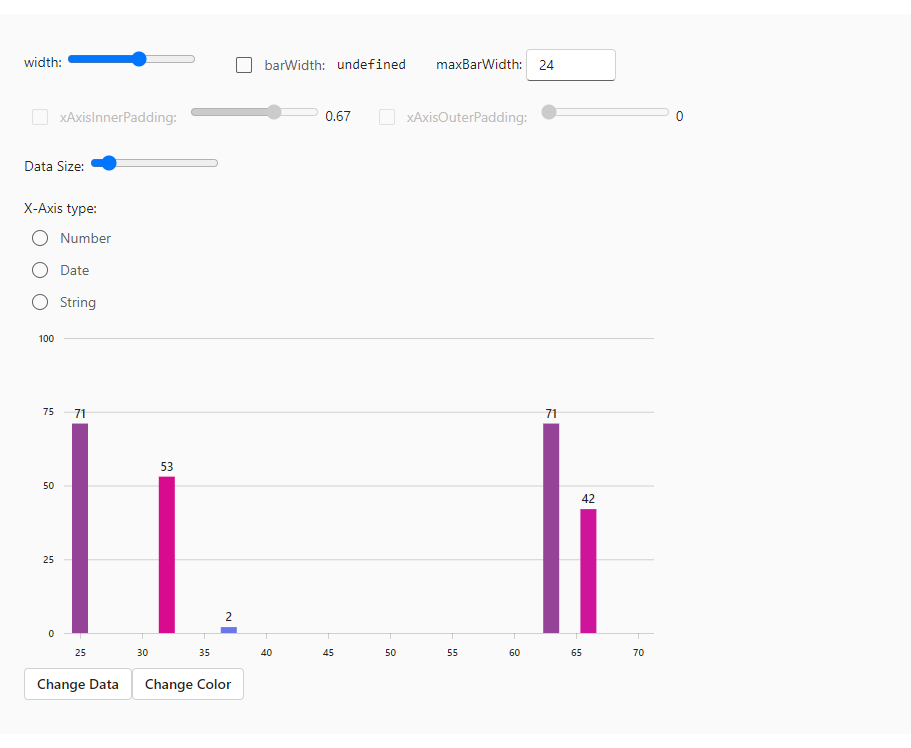 width: barWidth: undefined maxBarWidth: 24
xAxisInnerPadding: 0.67 xAxisOuterPadding: 0
Data Size:
X-Axis type:
Number
Date
String
100
75
71 71
53
50
42
25
2
0
25 30 35 40 45 50 55 60 65 70
Change Data Change Color